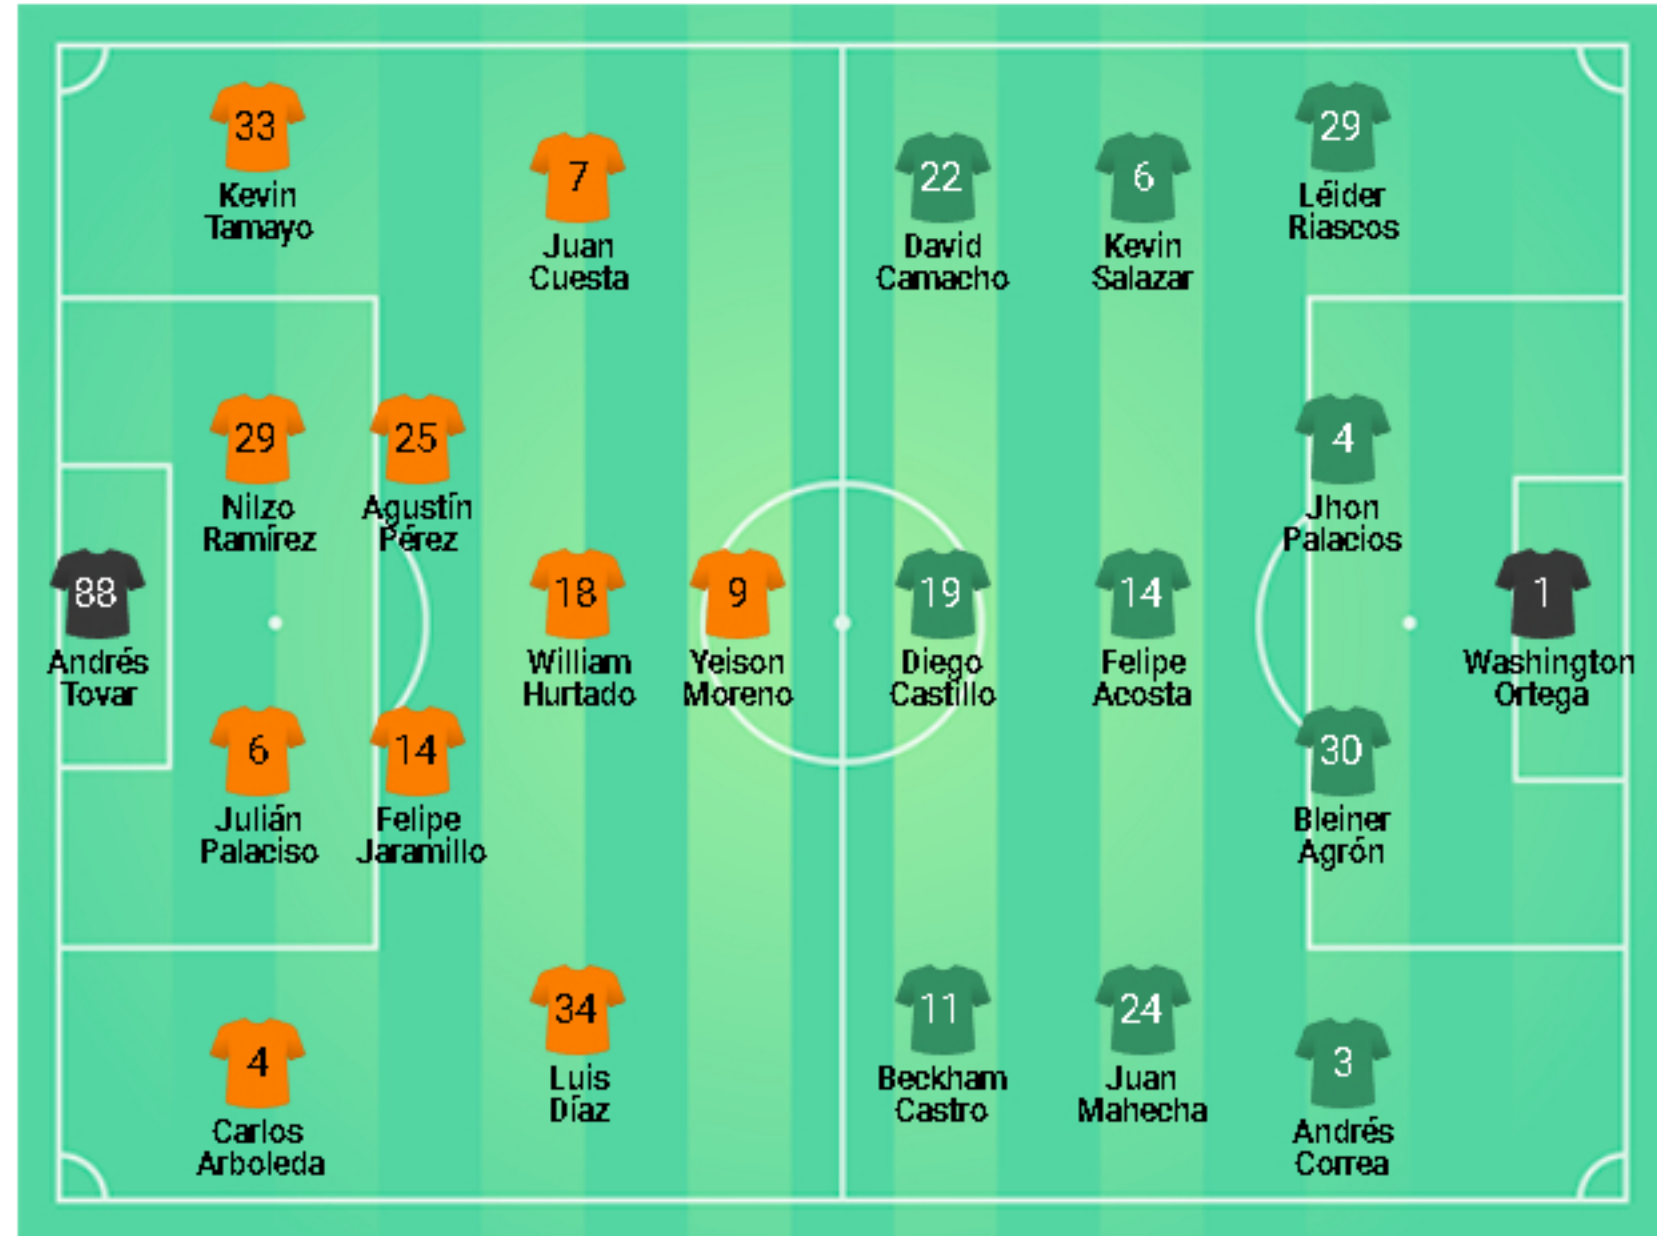 33
Kevin
Tamayo
29
Nilzo
Ramírez
6
Julián
Palaciso
4
Carlos
Arboleda
88
Andrés
Tovar
25
Agustín
Pérez
14
Felipe
Jaramillo
7
Juan
Cuesta
18
William
Hurtado
34
Luis
Díaz
9
Yeison
Moreno
22
David
Camacho
19
Diego
Castillo
11
Beckham
Castro
6
Kevin
Salazar
14
Felipe
Acosta
24
Juan
Mahecha
29
Léider
Riascos
4
Jhon
Palacios
30
Bleiner
Agrón
3
Andrés
Correa
1
Washington
Ortega